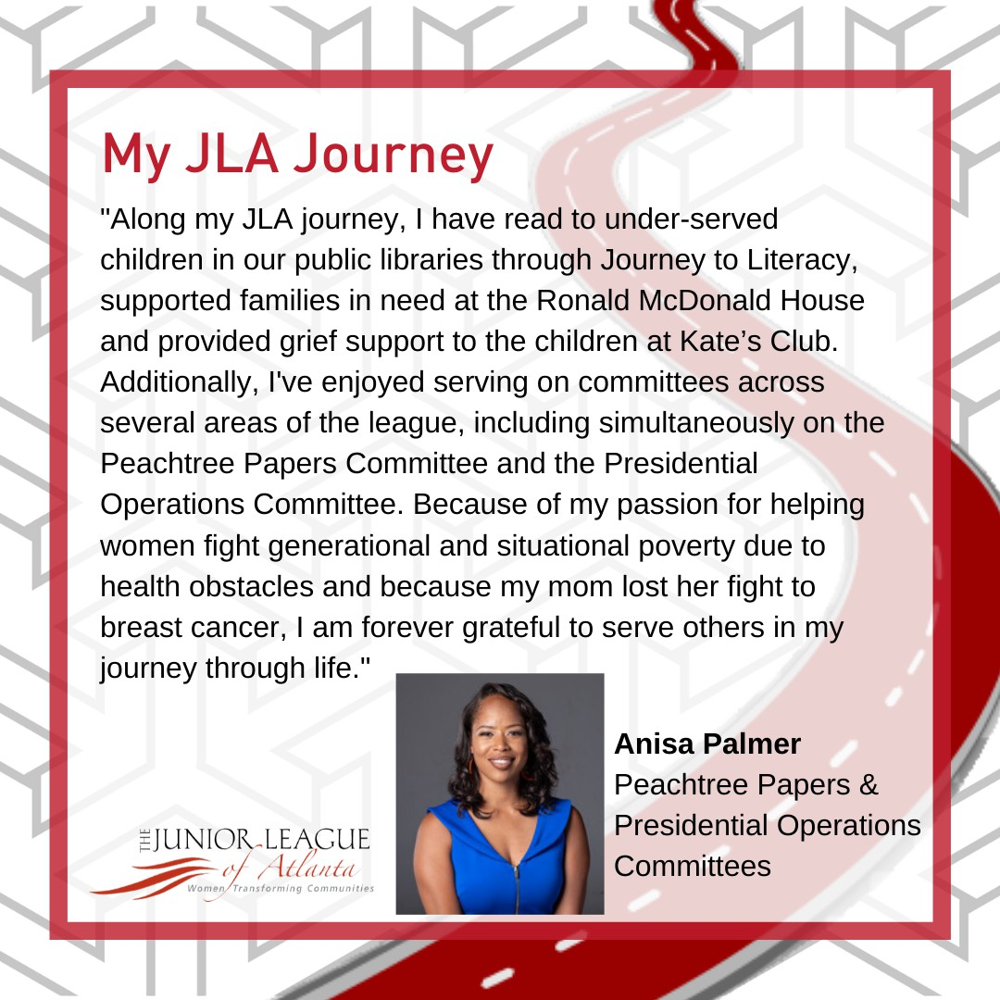 My JLA Journey
"Along my JLA journey, I have read to under-served
children in our public libraries through Journey to Literacy,
supported families in need at the Ronald McDonald House
and provided grief support to the children at Kate’s Club.
Additionally, I've enjoyed serving on committees across
several areas of the league, including simultaneously on the
Peachtree Papers Committee and the Presidential
Operations Committee. Because of my passion for helping
women fight generational and situational poverty due to
health obstacles and because my mom lost her fight to
breast cancer, I am forever grateful to serve others in my
journey through life."
Anisa Palmer
Peachtree Papers &
Presidential Operations
Committees
THE JUNIOR LEAGUE
of Atlanta
Women Transforming Communities